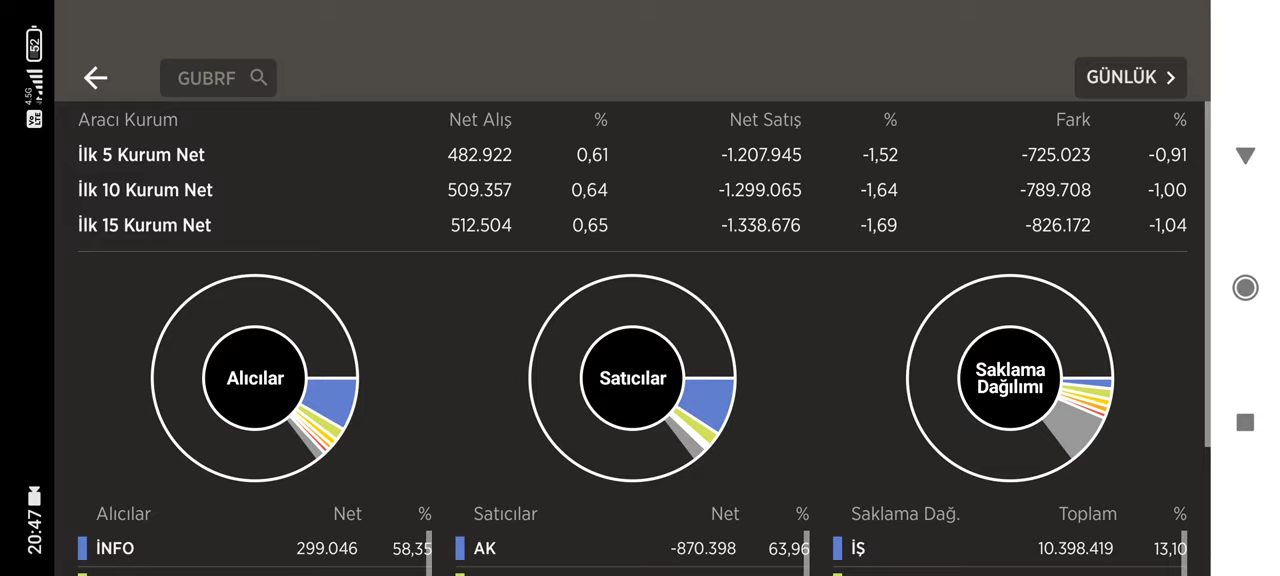 GUBRF
GÜNLÜK
Aracı Kurum Net Alış % Net Satış % Fark %
İlk 5 Kurum Net 482.922 0,61 -1.207.945 -1,52 -725.023 -0,91
İlk 10 Kurum Net 509.357 0,64 -1.299.065 -1,64 -789.708 -1,00
İlk 15 Kurum Net 512.504 0,65 -1.338.676 -1,69 -826.172 -1,04
Alıcılar
Satıcılar
Saklama
Dağılımı
Alıcılar Net % Satıcılar Net % Saklama Dağ. Toplam %
İNFO 299.046 58,35 AK -870.398 63,96 İŞ 10.398.419 13,10
52
4.5G
Vo
LTE
20:47